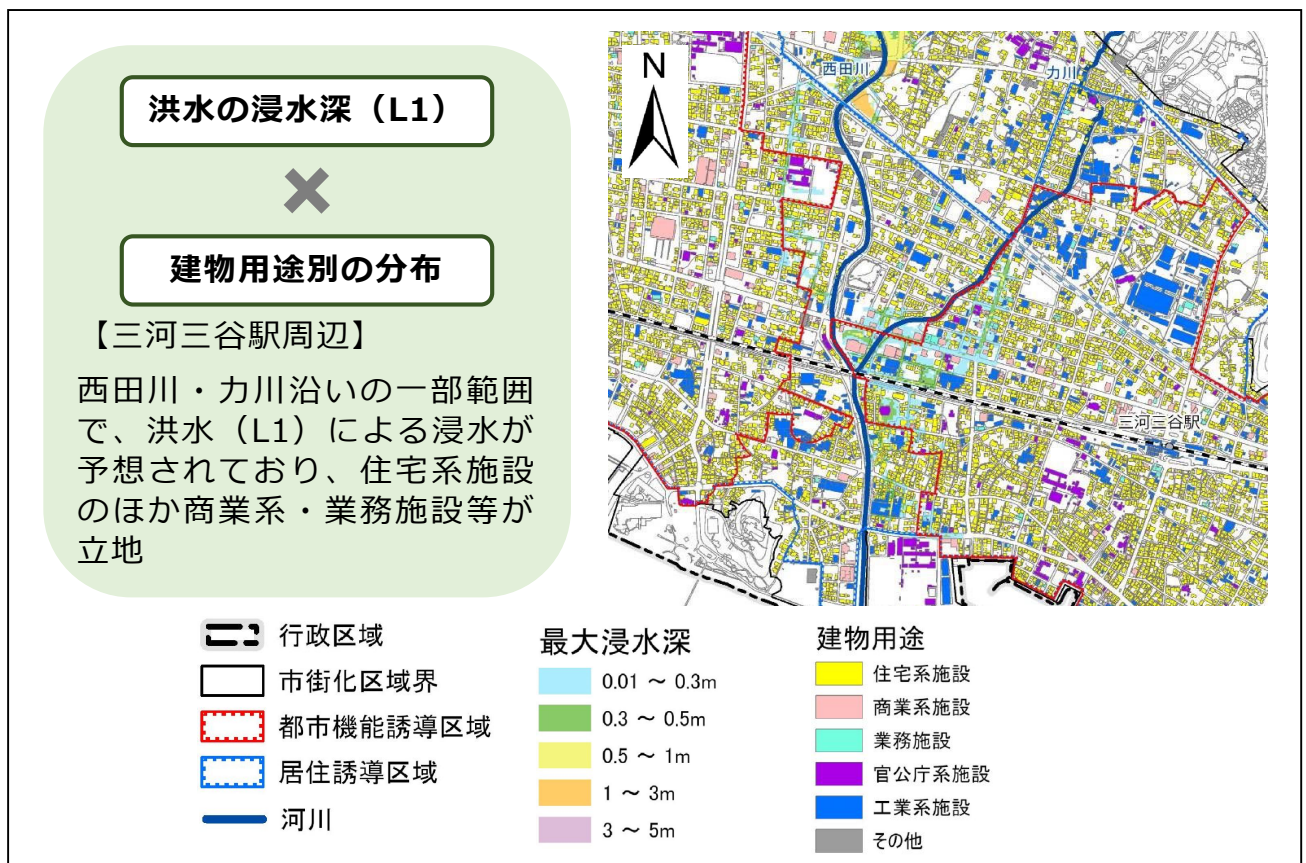 洪水の浸水深（L1）
×
建物用途別の分布
【三河三谷駅周辺】
西田川・力川沿いの一部範囲
で、洪水（L1）による浸水が
予想されており、住宅系施設
のほか商業系・業務施設等が
立地
N
西田川
力川
三河三谷駅
行政区域
市街化区域界
都市機能誘導区域
居住誘導区域
河川
最大浸水深
0.01 ～ 0.3m
0.3 ～ 0.5m
0.5 ～ 1m
1 ～ 3m
3 ～ 5m
建物用途
住宅系施設
商業系施設
業務施設
官公庁系施設
工業系施設
その他